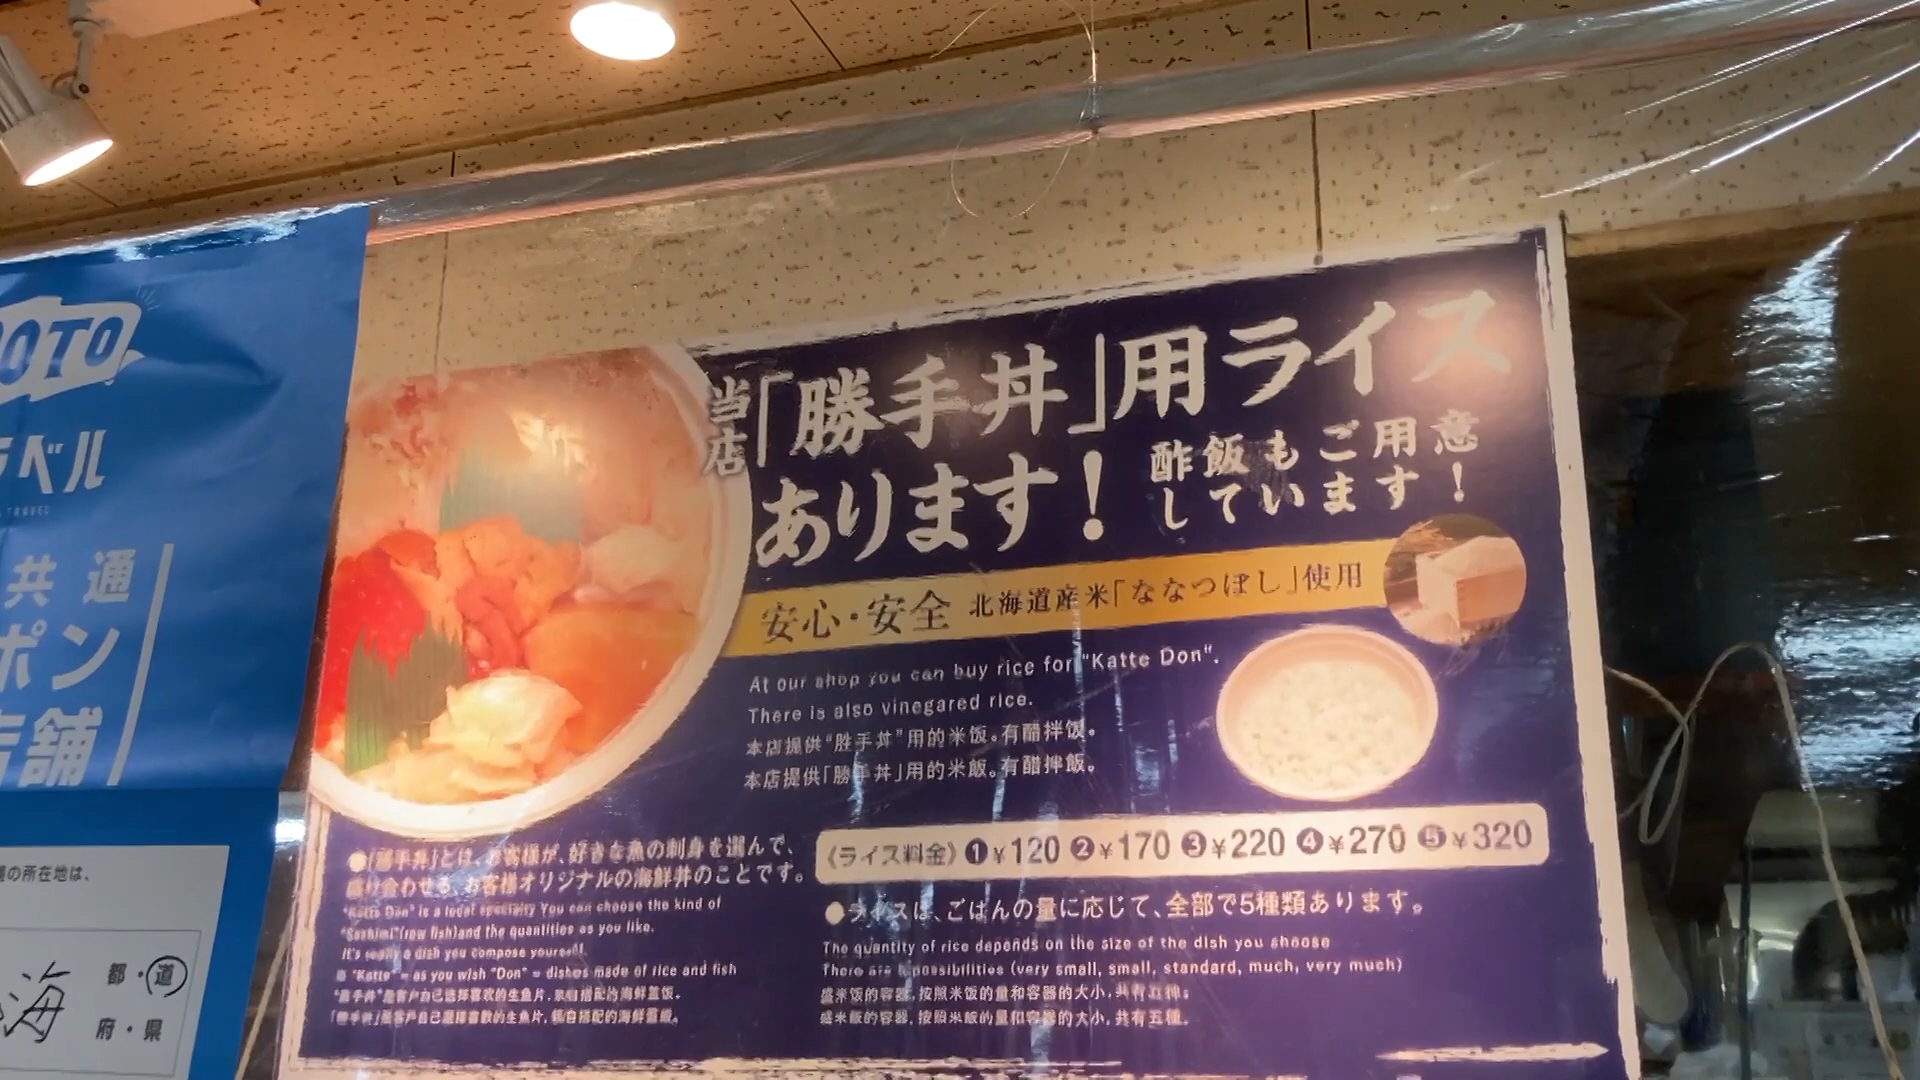 OTO
ラベル
TRAVEL
共通
ポン
店舗
の所在地は、
海
都・道
府・県
当店「勝手丼」用ライス
あります!
酢飯もご用意
しています!
安心・安全 北海道産米「ななつぼし」使用
At our shop you can buy rice for "Katte Don".
There is also vinegared rice.
本店提供“胜手丼”用的米饭。有醋拌饭。
本店提供「勝手丼」用的米飯。有醋拌飯。
●「勝手丼」とは、お客様が、好きな魚の刺身を選んで、
盛り合わせる、お客様オリジナルの海鮮丼のことです。
"Katte Don" is a local specialty You can choose the kind of
"Sashimi"(raw fish)and the quantities as you like.
It's really a dish you compose yourself.
"Katte" = as you wish "Don" = dishes made of rice and fish
《ライス料金》❶¥120 ❷¥170 ❸¥220 ❹¥270 ❺¥320
●ライスは、ごはんの量に応じて、全部で5種類あります。
The quantity of rice depends on the size of the dish you choose
There are possibilities (very small, small, standard, much, very much)
盛米饭的容器, 按照米饭的量和容器的大小, 共有五种。
盛米飯的容器, 按照米飯的量和容器的大小, 共有五種。